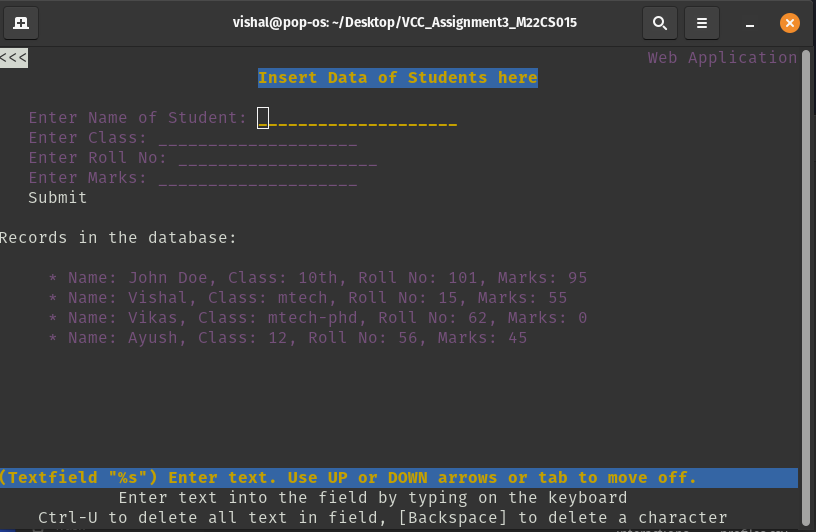 vishal@pop-os: ~/Desktop/VCC_Assignment3_M22CS015
<<<
Web Application
Insert Data of Students here
Enter Name of Student: ____________________
Enter Class: ____________________
Enter Roll No: ____________________
Enter Marks: ____________________
Submit
Records in the database:
* Name: John Doe, Class: 10th, Roll No: 101, Marks: 95
* Name: Vishal, Class: mtech, Roll No: 15, Marks: 55
* Name: Vikas, Class: mtech-phd, Roll No: 62, Marks: 0
* Name: Ayush, Class: 12, Roll No: 56, Marks: 45
(Textfield "%s") Enter text. Use UP or DOWN arrows or tab to move off.
Enter text into the field by typing on the keyboard
Ctrl-U to delete all text in field, [Backspace] to delete a character